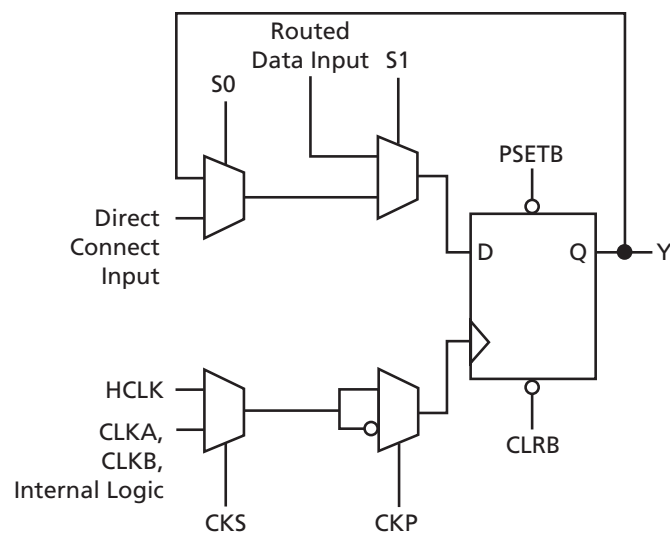 Routed
Data Input
S1
S0
PSETB
Direct
Connect
Input
D
Q
Y
HCLK
CLKA,
CLKB,
Internal Logic
CLRB
CKS
CKP